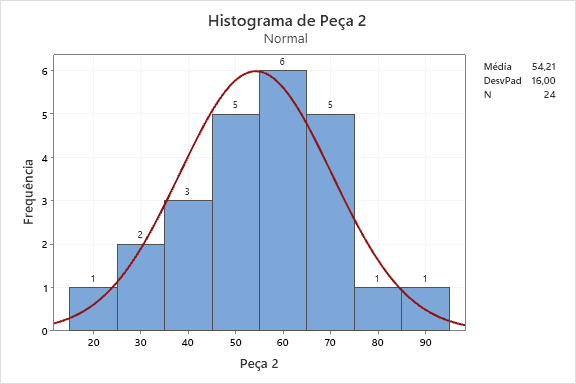 Histograma de Peça 2
Normal
Média 54,21
DesvPad 16,00
N 24
Frequência
6
5
4
3
2
1
0
1
2
3
5
6
5
1
1
20 30 40 50 60 70 80 90
Peça 2